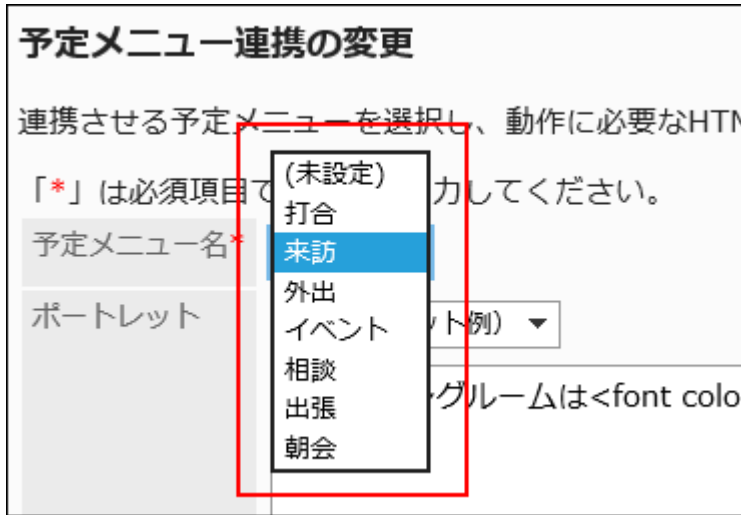 予定メニュー連携の変更
連携させる予定メニューを選択し、動作に必要なHTM
「*」は必須項目で 力してください。
予定メニュー名*
(未設定)
打合
来訪
外出
イベント
相談
出張
朝会
ポートレット
ット例)
グルームは<font colo